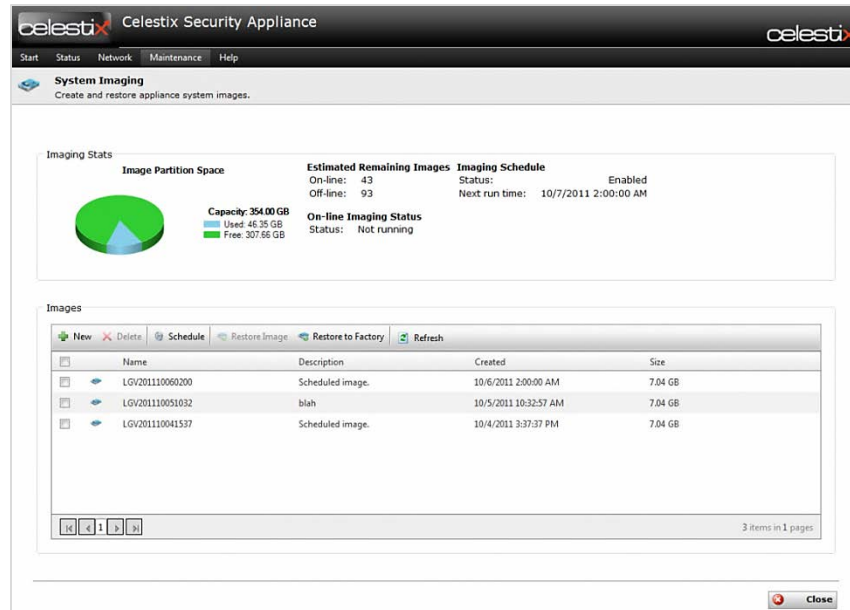 celestix Celestix Security Appliance
celestix
Start Status Network Maintenance Help
System Imaging
Create and restore appliance system images.
Imaging Stats
Image Partition Space
Capacity: 354.00 GB
Used: 46.35 GB
Free: 307.66 GB
Estimated Remaining Images
On-line: 43
Off-line: 93
On-line Imaging Status
Status: Not running
Imaging Schedule
Status: Enabled
Next run time: 10/7/2011 2:00:00 AM
Images
New Delete Schedule Restore Image Restore to Factory Refresh
Name Description Created Size
LGV201110060200 Scheduled image. 10/6/2011 2:00:00 AM 7.04 GB
LGV201110051032 blah 10/5/2011 10:32:57 AM 7.04 GB
LGV201110041537 Scheduled image. 10/4/2011 3:37:37 PM 7.04 GB
1
3 items in 1 pages
Close